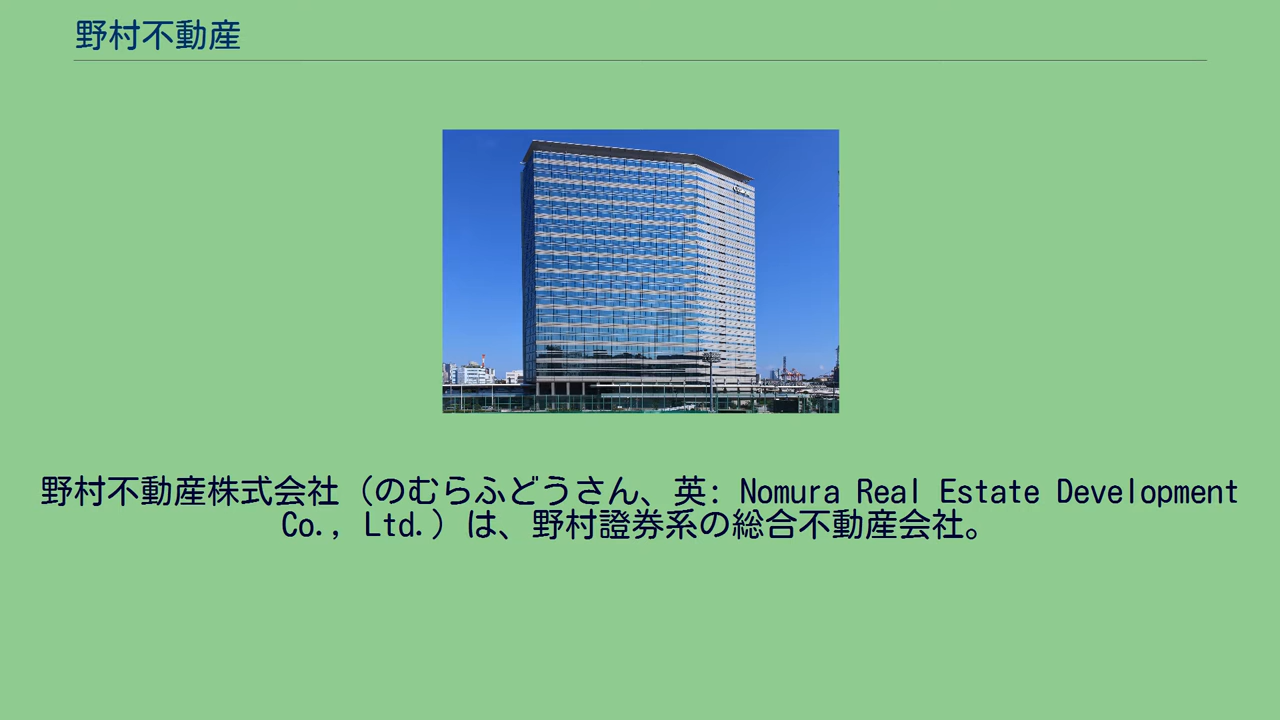 野村不動産
野村不動産株式会社（のむらふどうさん、英: Nomura Real Estate Development
Co., Ltd.）は、野村證券系の総合不動産会社。